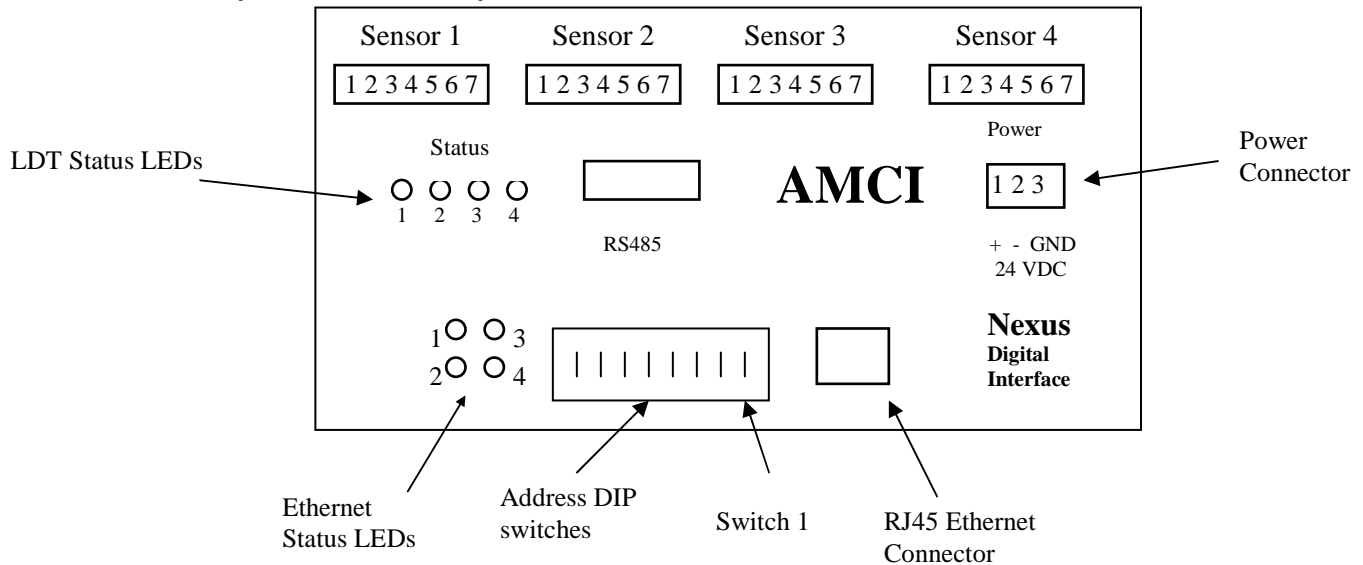 Sensor 1 Sensor 2 Sensor 3 Sensor 4
1 2 3 4 5 6 7 1 2 3 4 5 6 7 1 2 3 4 5 6 7 1 2 3 4 5 6 7
LDT Status LEDs
Status
1 2 3 4
RS485
AMCI
Power
1 2 3
+ - GND
24 VDC
Power
Connector
1 3
2 4
Nexus
Digital
Interface
Ethernet
Status LEDs
Address DIP
switches
Switch 1
RJ45 Ethernet
Connector